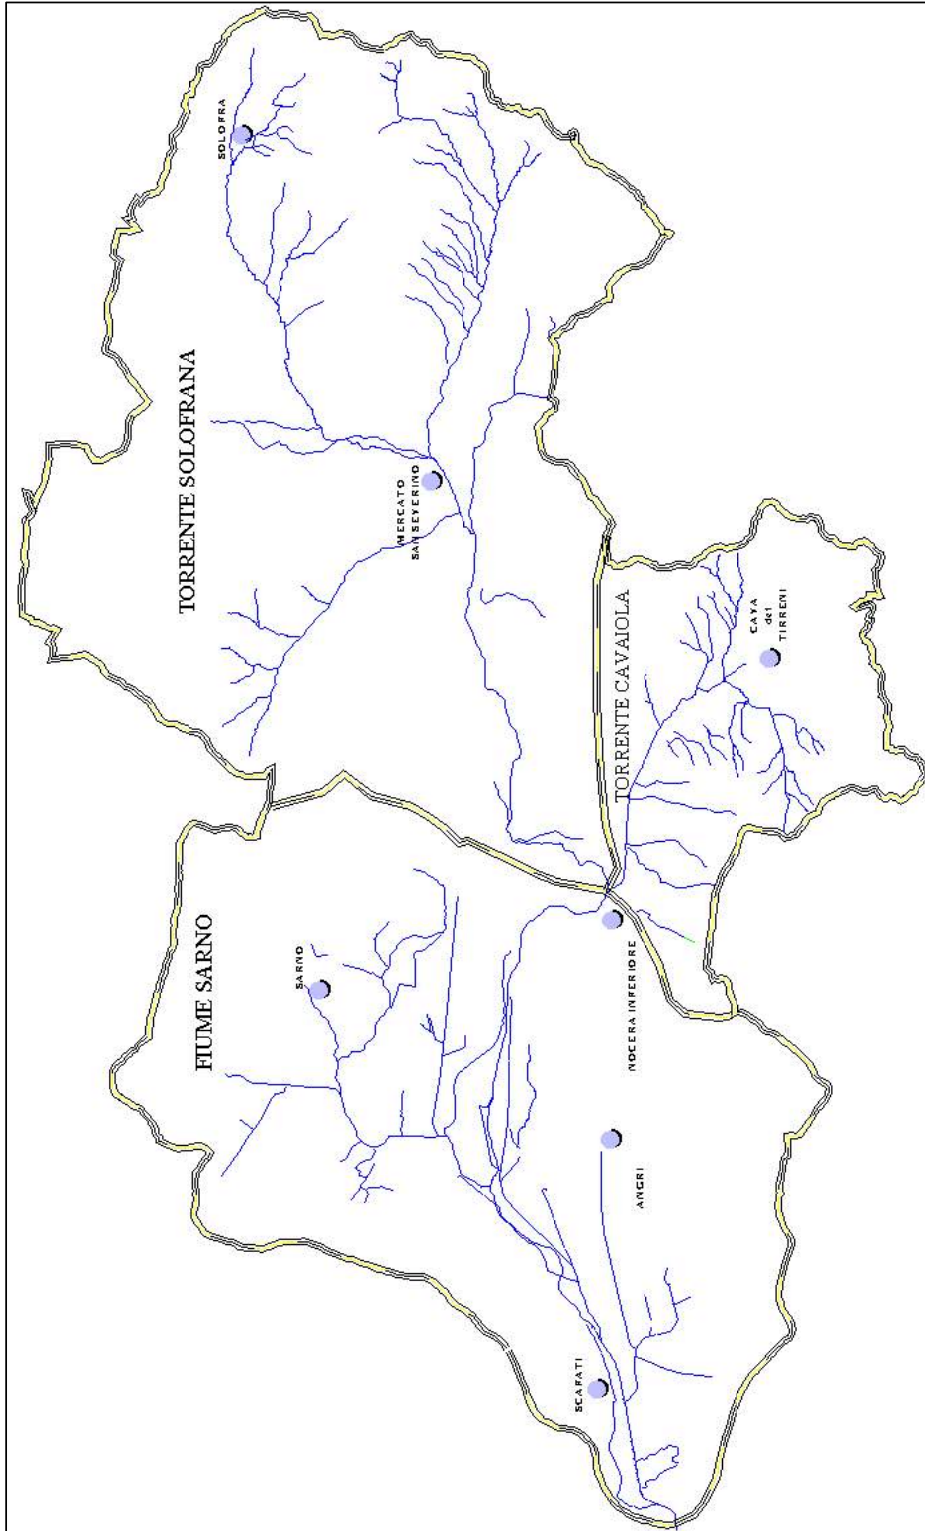 SOLOFRA
TORRENTE SOLOFRANA
MERCATO
SAN SEVERINO
TORRENTE CAVAIOLA
CAVA
dei
TIRRENI
FIUME SARNO
SARNO
NOCERA INFERIORE
ANGRI
SCAFATI